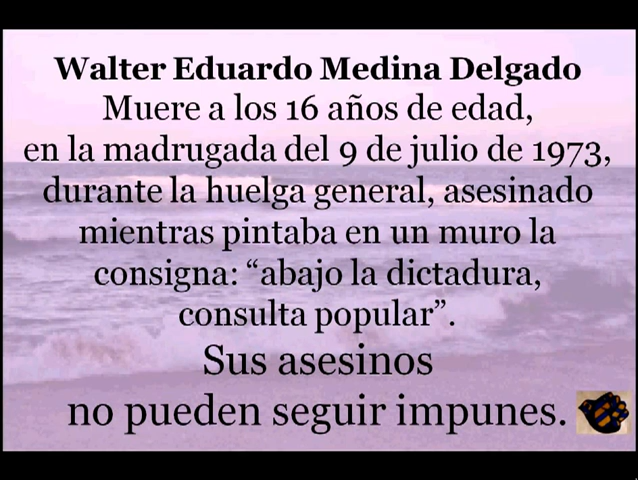 Walter Eduardo Medina Delgado
Muere a los 16 años de edad,
en la madrugada del 9 de julio de 1973,
durante la huelga general, asesinado
mientras pintaba en un muro la
consigna: “abajo la dictadura,
consulta popular”.
Sus asesinos
no pueden seguir impunes.